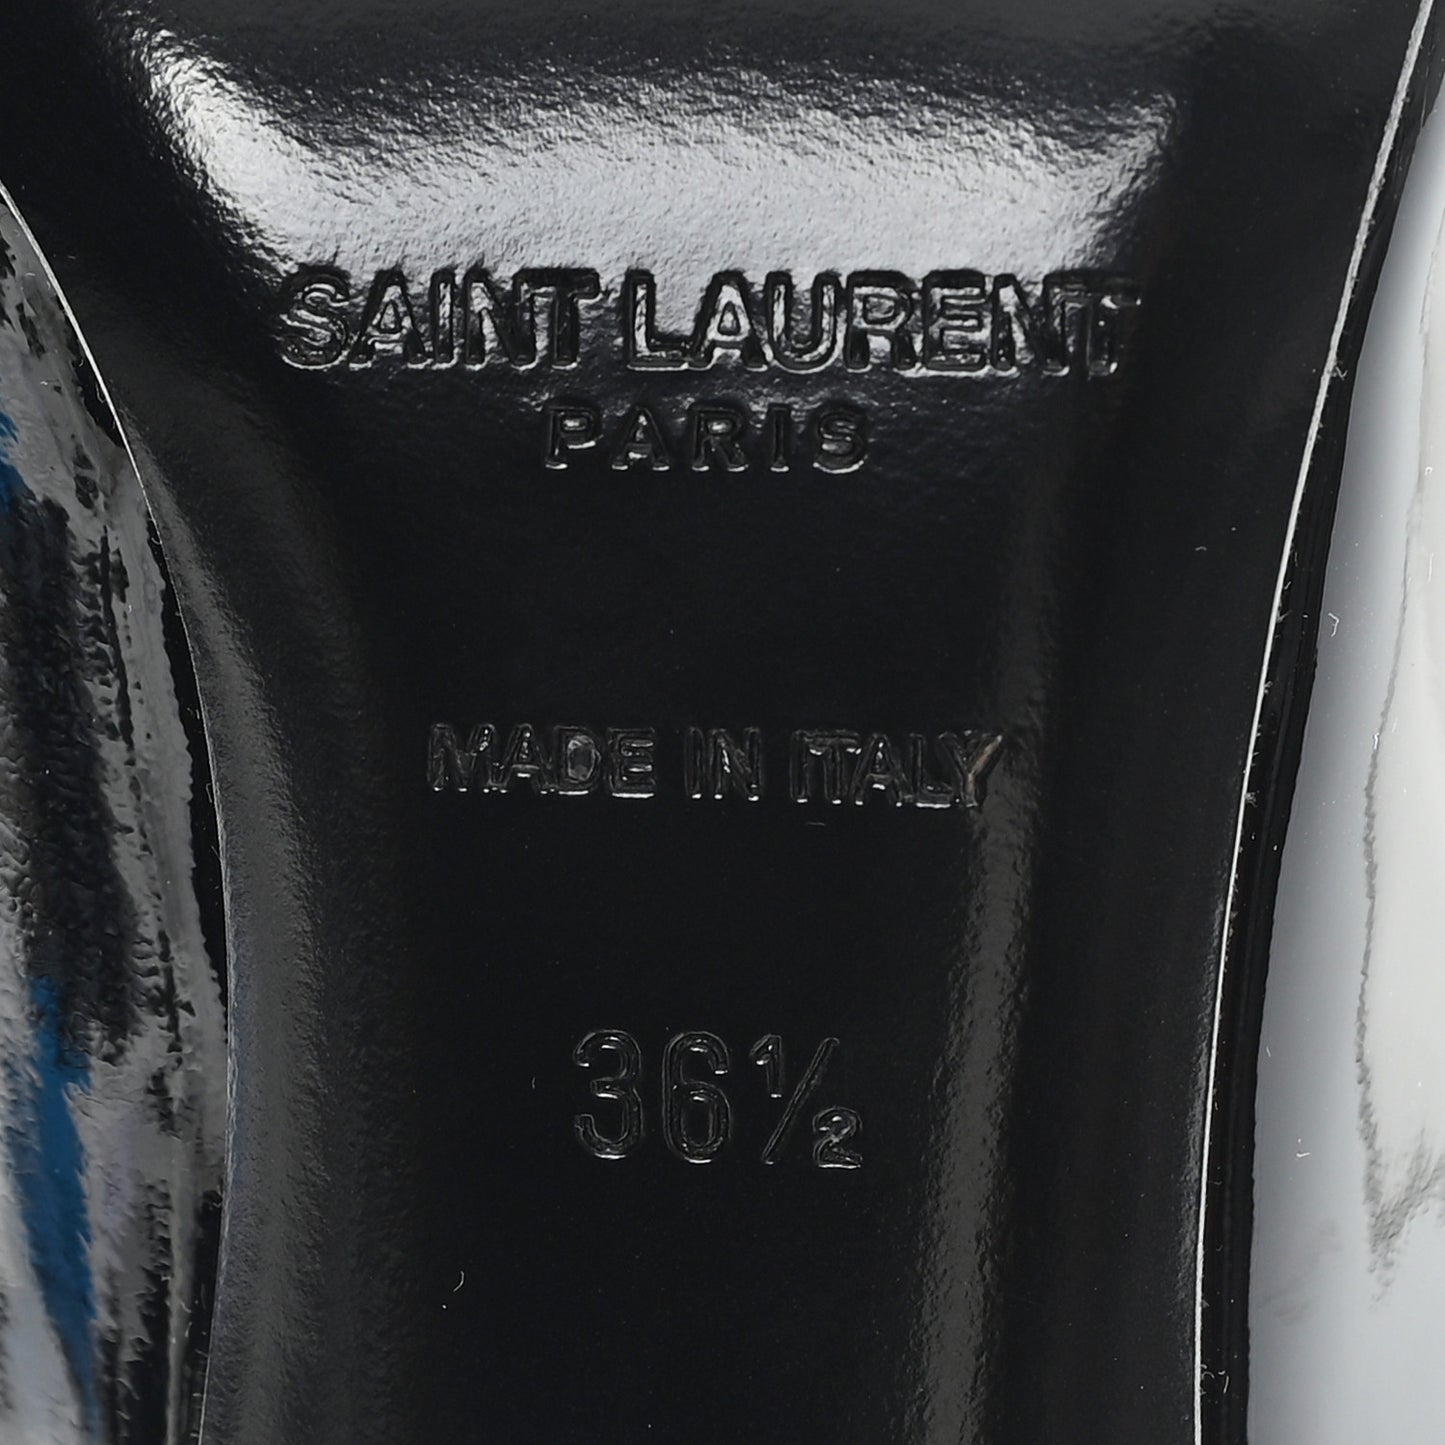 SAINT LAURENT
PARIS
MADE IN ITALY
36½